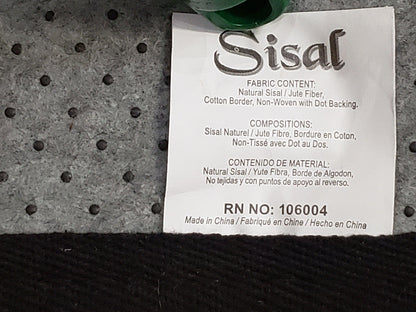 Sisal
FABRIC CONTENT:
Natural Sisal / Jute Fiber,
Cotton Border, Non-Woven with Dot Backing.
COMPOSITIONS:
Sisal Naturel / Jute Fibre, Bordure en Coton,
Non-Tissé avec Dot au Dos.
CONTENIDO DE MATERIAL:
Natural Sisal / Yute Fibra, Borde de Algodon,
No tejidas y con puntos de apoyo al reverso.
RN NO: 106004
Made in China / Fabriqué en Chine / Hecho en China